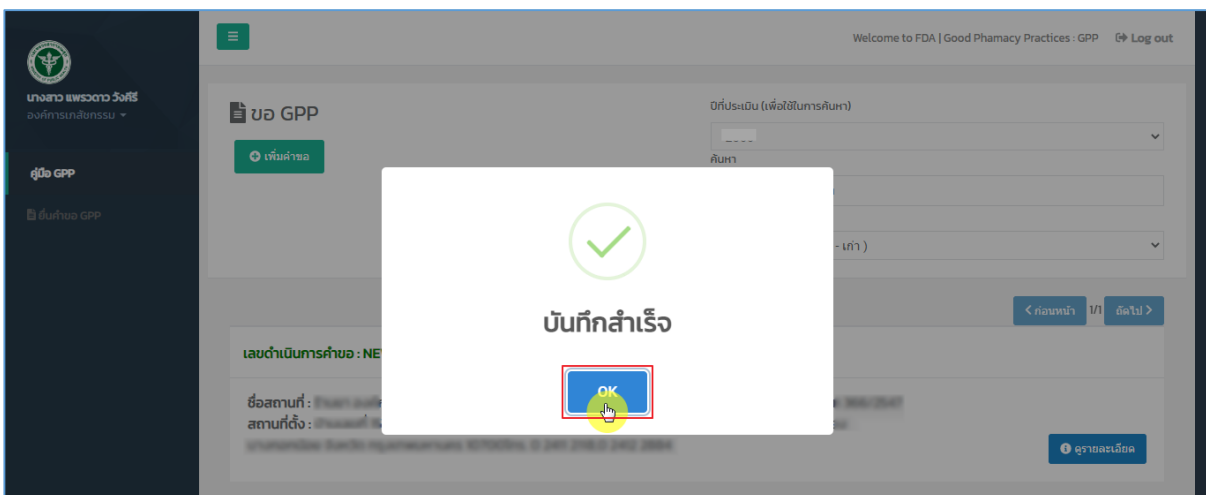 นางสาว แพรวดาว วังคีรี
องค์การเภสัชกรรม
คู่มือ GPP
ยื่นคำขอ GPP
Welcome to FDA | Good Phamacy Practices : GPP
Log out
ขอ GPP
เพิ่มคำขอ
ปีที่ประเมิน (เพื่อใช้ในการค้นหา)
ค้นหา
- เก่า )
บันทึกสำเร็จ
OK
ก่อนหน้า 1/1 ถัดไป
เลขดำเนินการคำขอ : NE
ชื่อสถานที่ :
สถานที่ตั้ง :
ดูรายละเอียด